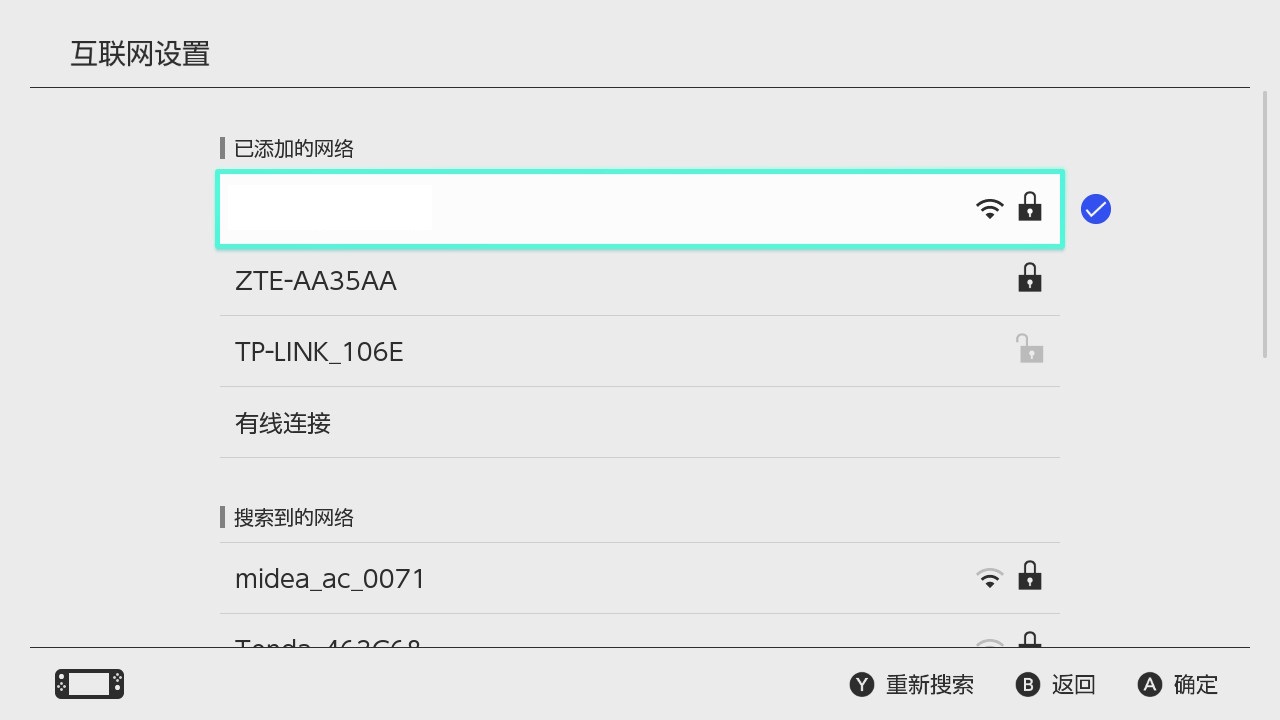 互联网设置
已添加的网络
ZTE-AA35AA
TP-LINK_106E
有线连接
搜索到的网络
midea_ac_0071
Y 重新搜索 B 返回 A 确定